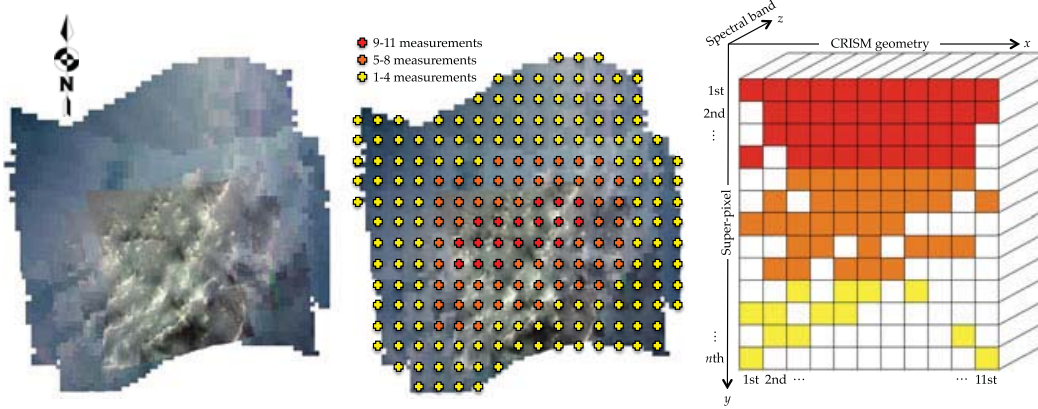 N
9-11 measurements
5-8 measurements
1-4 measurements
Spectral band
z
CRISM geometry
x
1st
2nd
...
Super-pixel
...
nth
y
1st 2nd ... ... 11st